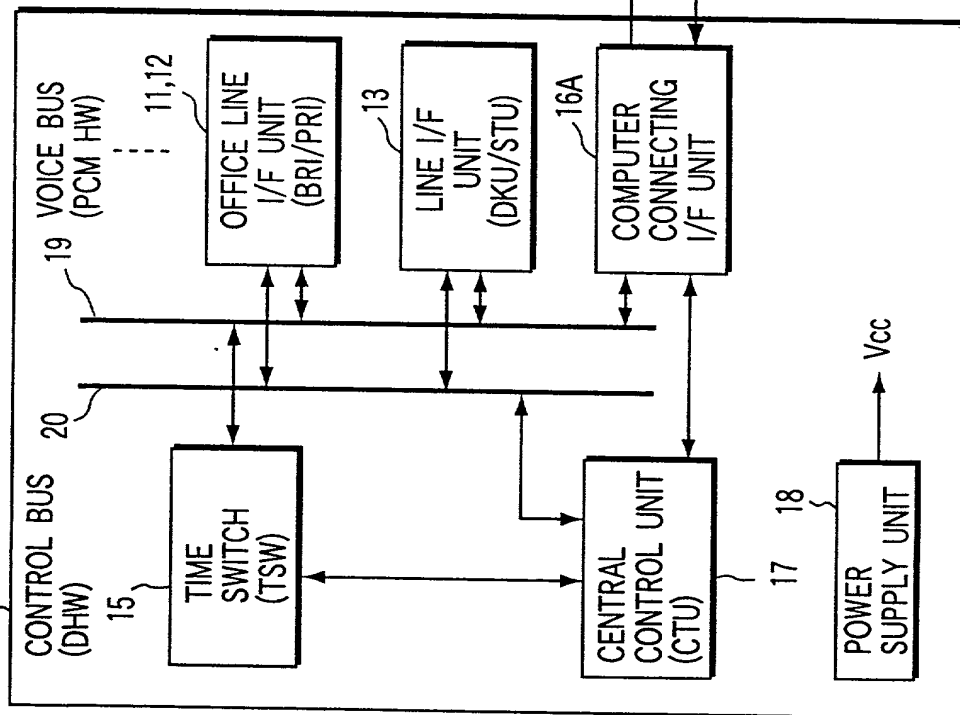 CONTROL BUS
(DHW)
VOICE BUS
(PCM HW)
20
19
15
TIME
SWITCH
(TSW)
11,12
OFFICE LINE
I/F UNIT
(BRI/PRI)
13
LINE I/F
UNIT
(DKU/STU)
CENTRAL
CONTROL UNIT
(CTU)
17
16A
COMPUTER
CONNECTING
I/F UNIT
18
POWER
SUPPLY UNIT
Vcc